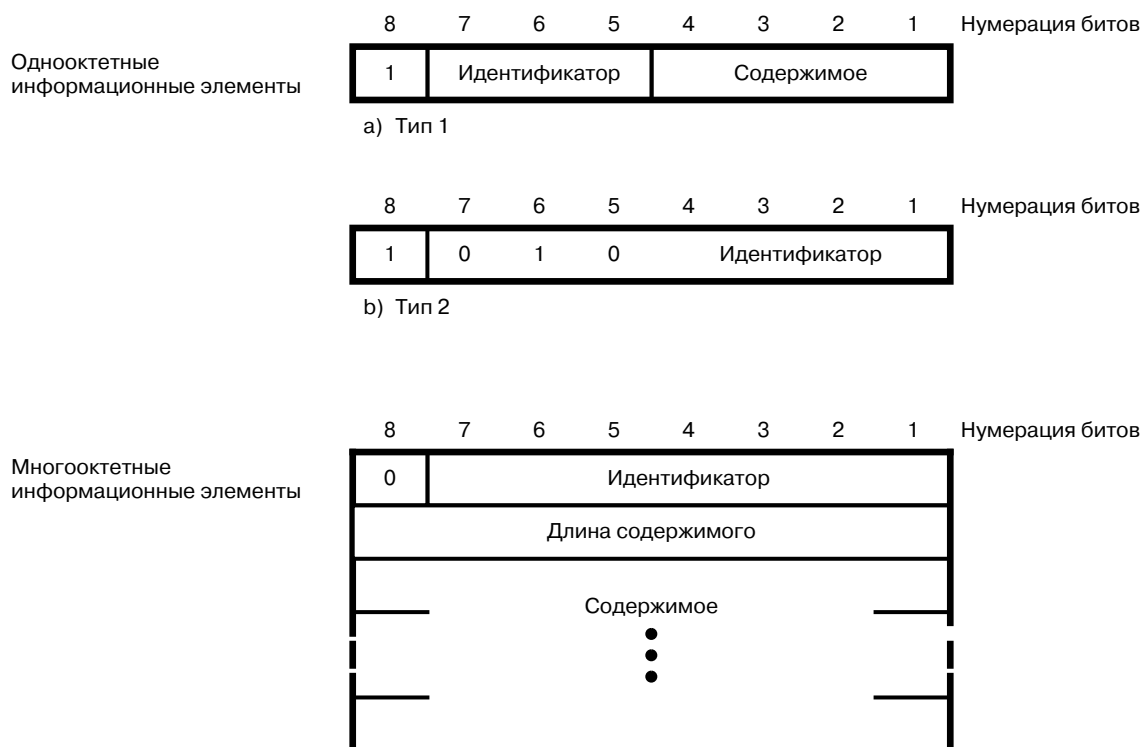 8 7 6 5 4 3 2 1 Нумерация битов
Однооктетные
информационные элементы
1 Идентификатор Содержимое
a) Тип 1
8 7 6 5 4 3 2 1 Нумерация битов
1 0 1 0 Идентификатор
b) Тип 2
8 7 6 5 4 3 2 1 Нумерация битов
Многооктетные
информационные элементы
0 Идентификатор
Длина содержимого
Содержимое